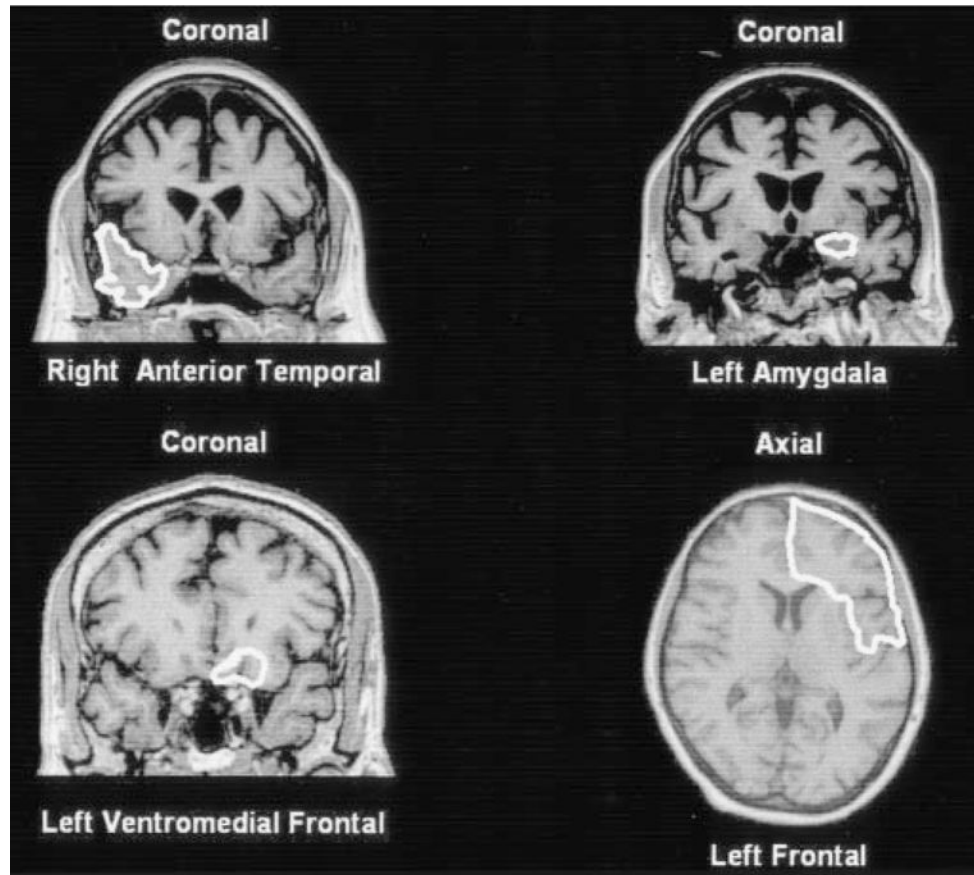 Coronal
Coronal
Right Anterior Temporal
Left Amygdala
Coronal
Axial
Left Ventromedial Frontal
Left Frontal